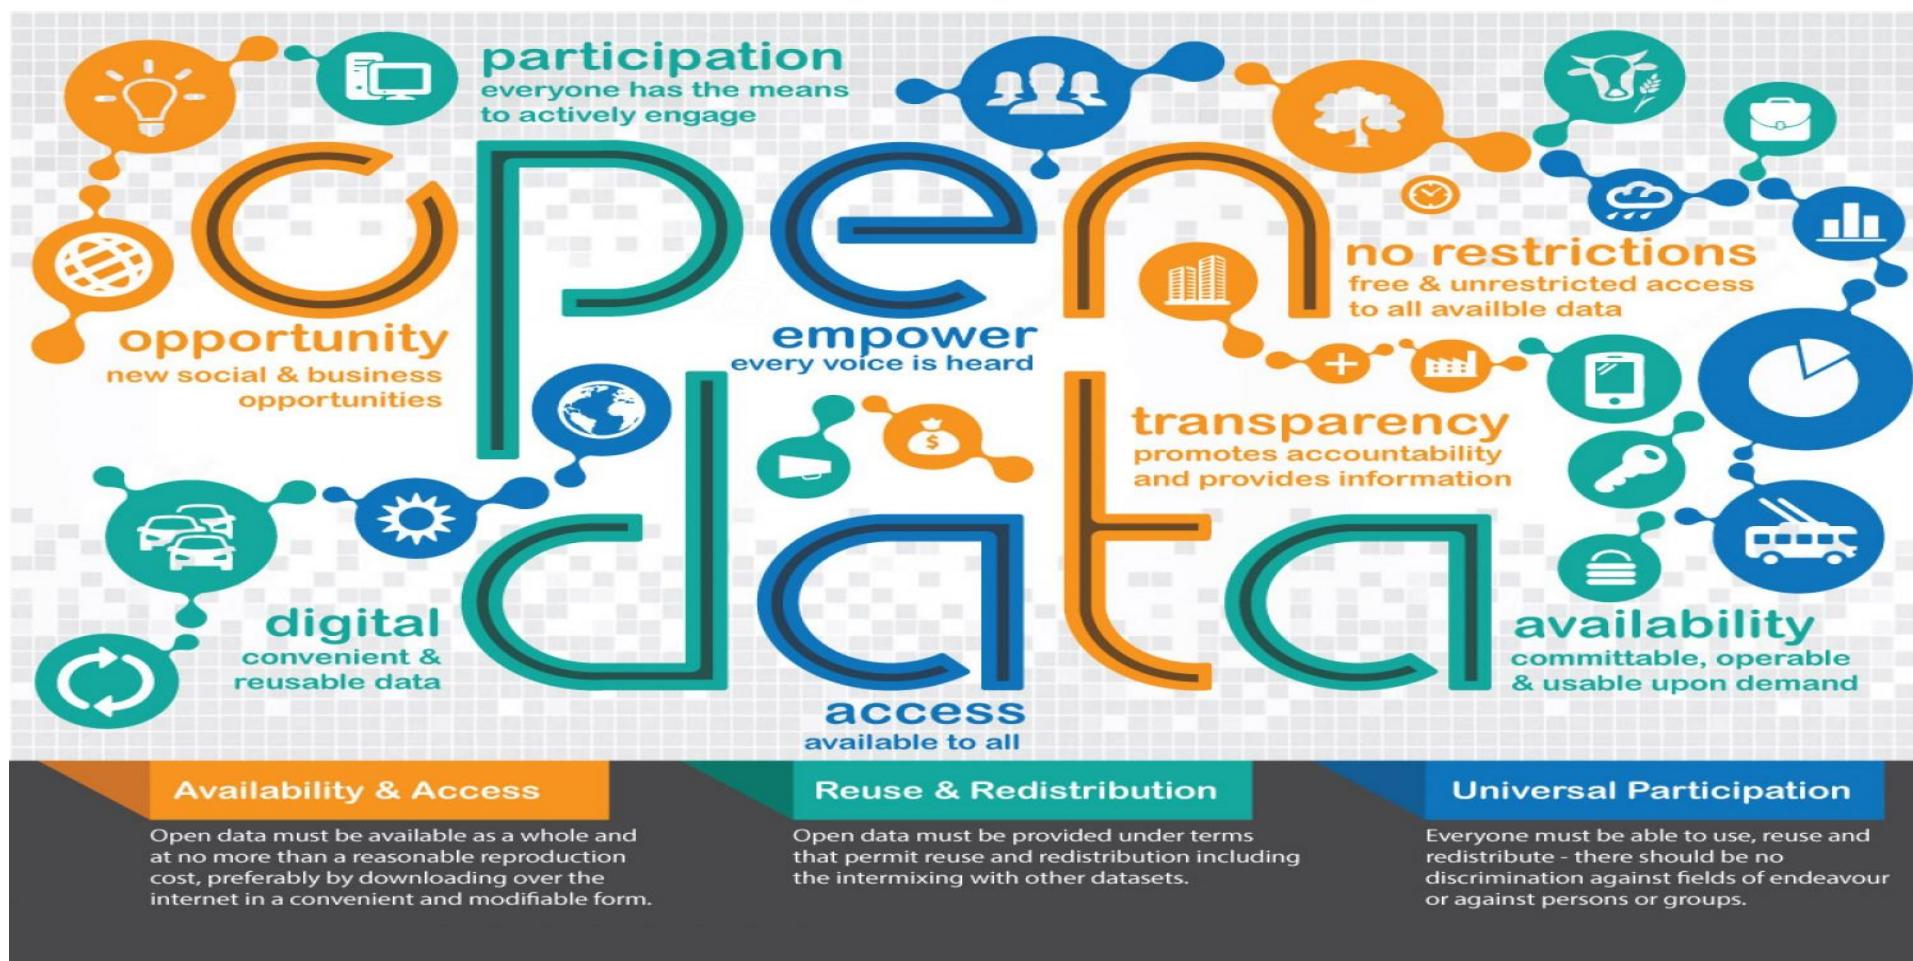 participation
everyone has the means
to actively engage
open
opportunity
new social & business
opportunities
empower
every voice is heard
no restrictions
free & unrestricted access
to all availble data
transparency
promotes accountability
and provides information
data
$
digital
convenient &
reusable data
access
available to all
availability
committable, operable
& usable upon demand
Availability & Access
Open data must be available as a whole and
at no more than a reasonable reproduction
cost, preferably by downloading over the
internet in a convenient and modifiable form.
Reuse & Redistribution
Open data must be provided under terms
that permit reuse and redistribution including
the intermixing with other datasets.
Universal Participation
Everyone must be able to use, reuse and
redistribute - there should be no
discrimination against fields of endeavour
or against persons or groups.